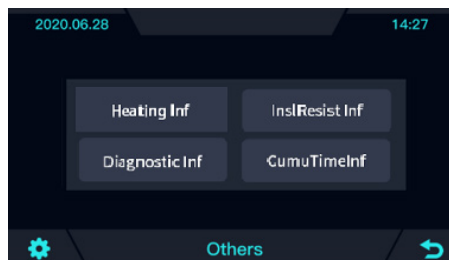 2020.06.28 14:27
Heating Inf InslResist Inf
Diagnostic Inf CumuTimeInf
Others